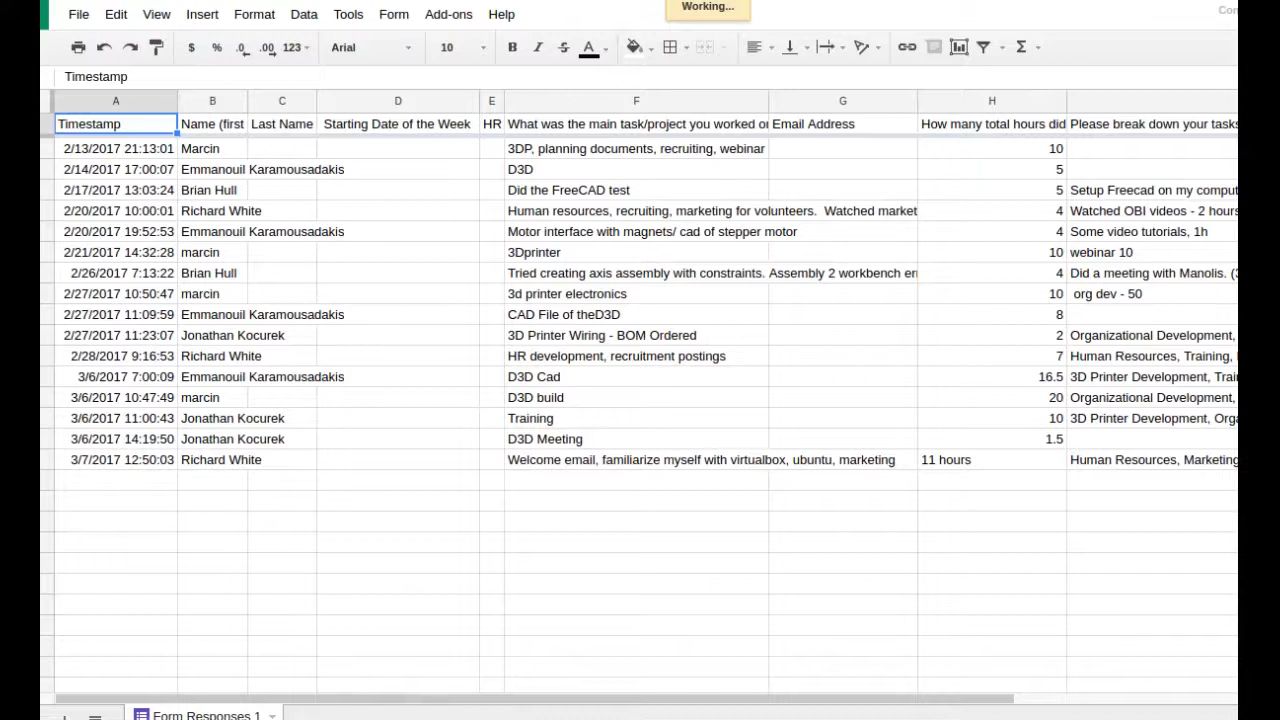 Working...
File Edit View Insert Format Data Tools Form Add-ons Help
$ % .0 .00 123 Arial 10 B I S A Σ
Timestamp
A B C D E F G H
Timestamp Name (first Last Name Starting Date of the Week HR What was the main task/project you worked or Email Address How many total hours did Please break down your tasks
2/13/2017 21:13:01 Marcin 3DP, planning documents, recruiting, webinar 10
2/14/2017 17:00:07 Emmanouil Karamousadakis D3D 5
2/17/2017 13:03:24 Brian Hull Did the FreeCAD test 5 Setup Freecad on my comput
2/20/2017 10:00:01 Richard White Human resources, recruiting, marketing for volunteers. Watched market 4 Watched OBI videos - 2 hours
2/20/2017 19:52:53 Emmanouil Karamousadakis Motor interface with magnets/ cad of stepper motor 4 Some video tutorials, 1h
2/21/2017 14:32:28 marcin 3Dprinter 10 webinar 10
2/26/2017 7:13:22 Brian Hull Tried creating axis assembly with constraints. Assembly 2 workbench err 4 Did a meeting with Manolis. (3
2/27/2017 10:50:47 marcin 3d printer electronics 10 org dev - 50
2/27/2017 11:09:59 Emmanouil Karamousadakis CAD File of theD3D 8
2/27/2017 11:23:07 Jonathan Kocurek 3D Printer Wiring - BOM Ordered 2 Organizational Development,
2/28/2017 9:16:53 Richard White HR development, recruitment postings 7 Human Resources, Training,
3/6/2017 7:00:09 Emmanouil Karamousadakis D3D Cad 16.5 3D Printer Development, Trai
3/6/2017 10:47:49 marcin D3D build 20 Organizational Development,
3/6/2017 11:00:43 Jonathan Kocurek Training 10 3D Printer Development, Orga
3/6/2017 14:19:50 Jonathan Kocurek D3D Meeting 1.5
3/7/2017 12:50:03 Richard White Welcome email, familiarize myself with virtualbox, ubuntu, marketing 11 hours Human Resources, Marketing
Form Responses 1